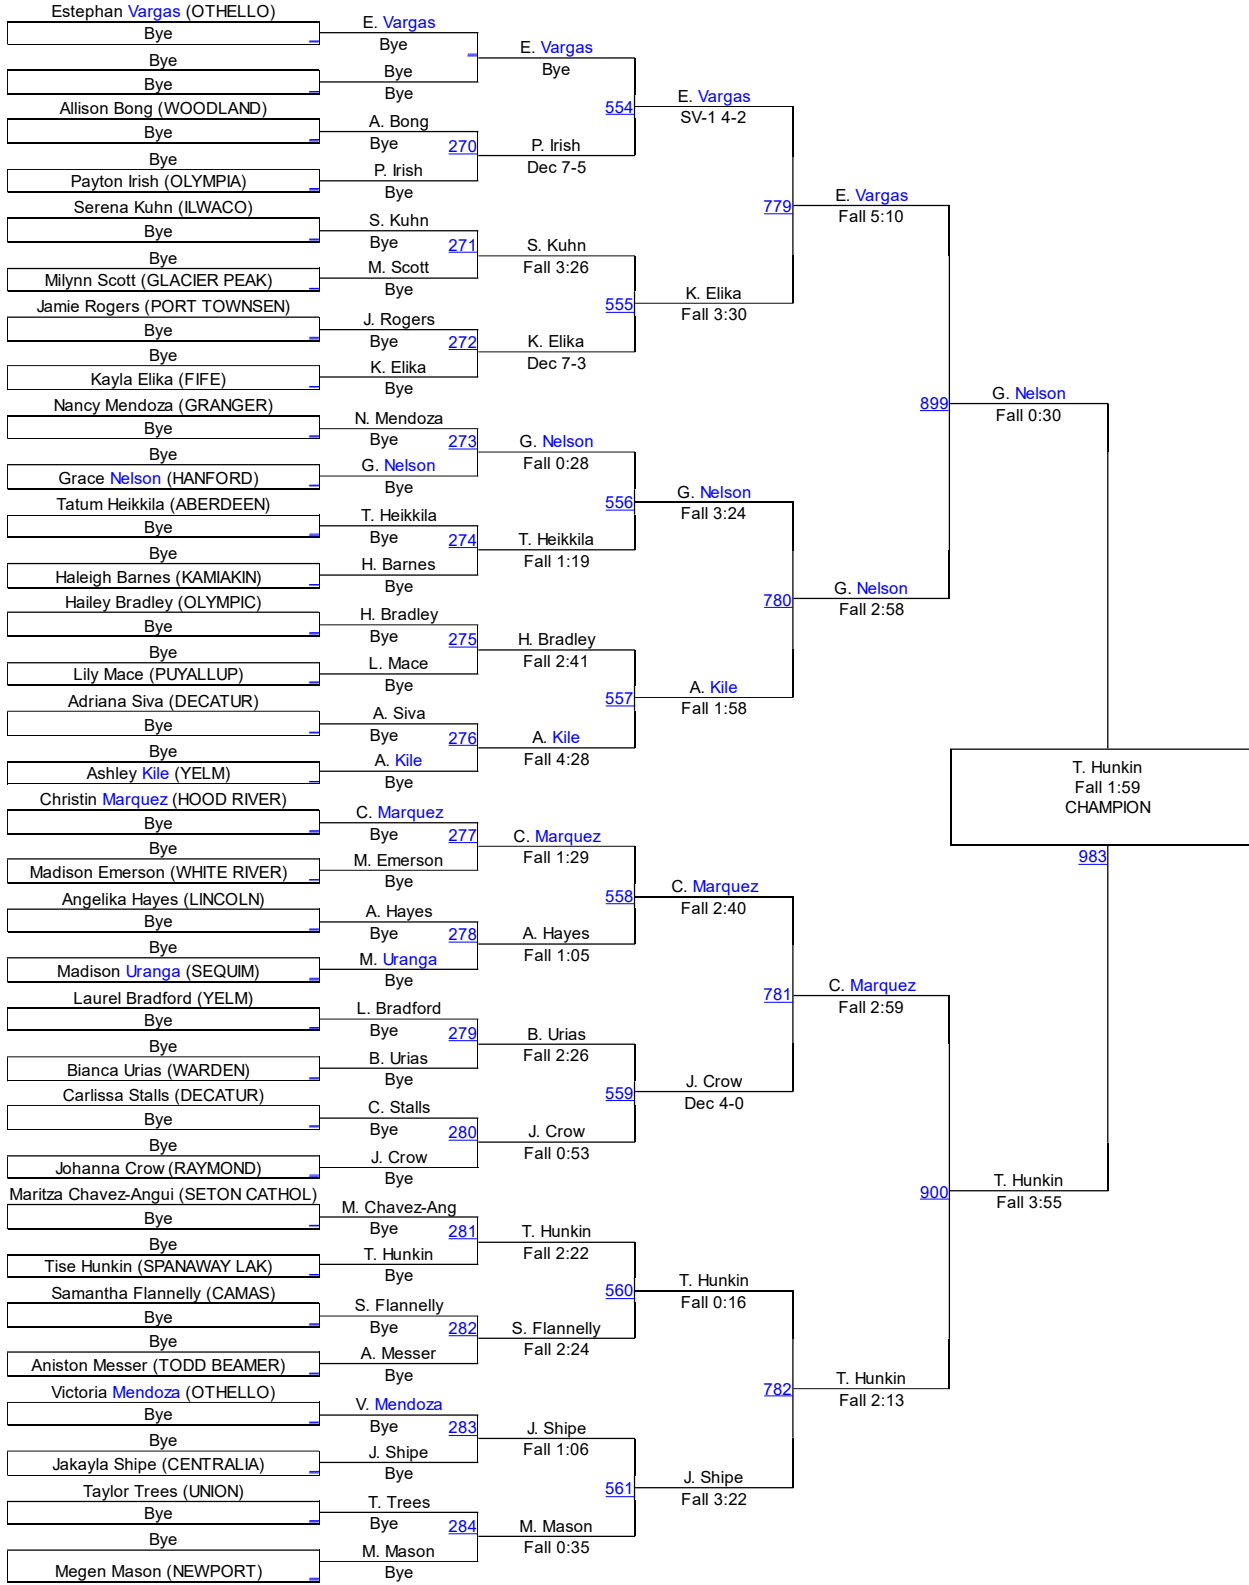 Estephan Vargas (OTHELLO)
Bye
Bye
Bye
Allison Bong (WOODLAND)
Bye
Bye
Payton Irish (OLYMPIA)
Serena Kuhn (ILWACO)
Bye
Bye
Milynn Scott (GLACIER PEAK)
Jamie Rogers (PORT TOWNSEN)
Bye
Bye
Kayla Elika (FIFE)
Nancy Mendoza (GRANGER)
Bye
Bye
Grace Nelson (HANFORD)
Tatum Heikkila (ABERDEEN)
Bye
Bye
Haleigh Barnes (KAMIAKIN)
Hailey Bradley (OLYMPIC)
Bye
Bye
Lily Mace (PUYALLUP)
Adriana Siva (DECATUR)
Bye
Bye
Ashley Kile (YELM)
Christin Marquez (HOOD RIVER)
Bye
Bye
Madison Emerson (WHITE RIVER)
Angelika Hayes (LINCOLN)
Bye
Bye
Madison Uranga (SEQUIM)
Laurel Bradford (YELM)
Bye
Bye
Bianca Urias (WARDEN)
Carlissa Stalls (DECATUR)
Bye
Bye
Johanna Crow (RAYMOND)
Maritza Chavez-Angui (SETON CATHOL)
Bye
Bye
Tise Hunkin (SPANAWAY LAK)
Samantha Flannelly (CAMAS)
Bye
Bye
Aniston Messer (TODD BEAMER)
Victoria Mendoza (OTHELLO)
Bye
Bye
Jakayla Shipe (CENTRALIA)
Taylor Trees (UNION)
Bye
Bye
Megen Mason (NEWPORT)
E. Vargas
Bye
Bye
Bye
A. Bong
Bye 270
P. Irish
Bye
S. Kuhn
Bye 271
M. Scott
Bye
J. Rogers
Bye 272
K. Elika
Bye
N. Mendoza
Bye 273
G. Nelson
Bye
T. Heikkila
Bye 274
H. Barnes
Bye
H. Bradley
Bye 275
L. Mace
Bye
A. Siva
Bye 276
A. Kile
Bye
C. Marquez
Bye 277
M. Emerson
Bye
A. Hayes
Bye 278
M. Uranga
Bye
L. Bradford
Bye 279
B. Urias
Bye
C. Stalls
Bye 280
J. Crow
Bye
M. Chavez-Ang
Bye 281
T. Hunkin
Bye
S. Flannelly
Bye 282
A. Messer
Bye
V. Mendoza
Bye 283
J. Shipe
Bye
T. Trees
Bye 284
M. Mason
Bye
E. Vargas
Bye
554
P. Irish
Dec 7-5
S. Kuhn
Fall 3:26
555
K. Elika
Dec 7-3
G. Nelson
Fall 0:28
556
T. Heikkila
Fall 1:19
H. Bradley
Fall 2:41
557
A. Kile
Fall 4:28
C. Marquez
Fall 1:29
558
A. Hayes
Fall 1:05
B. Urias
Fall 2:26
559
J. Crow
Fall 0:53
T. Hunkin
Fall 2:22
560
S. Flannelly
Fall 2:24
J. Shipe
Fall 1:06
561
M. Mason
Fall 0:35
E. Vargas
SV-1 4-2
779
K. Elika
Fall 3:30
G. Nelson
Fall 3:24
780
A. Kile
Fall 1:58
C. Marquez
Fall 2:40
781
J. Crow
Dec 4-0
T. Hunkin
Fall 0:16
782
J. Shipe
Fall 3:22
E. Vargas
Fall 5:10
899
G. Nelson
Fall 2:58
C. Marquez
Fall 2:59
900
T. Hunkin
Fall 2:13
G. Nelson
Fall 0:30
T. Hunkin
Fall 1:59
CHAMPION
983
T. Hunkin
Fall 3:55